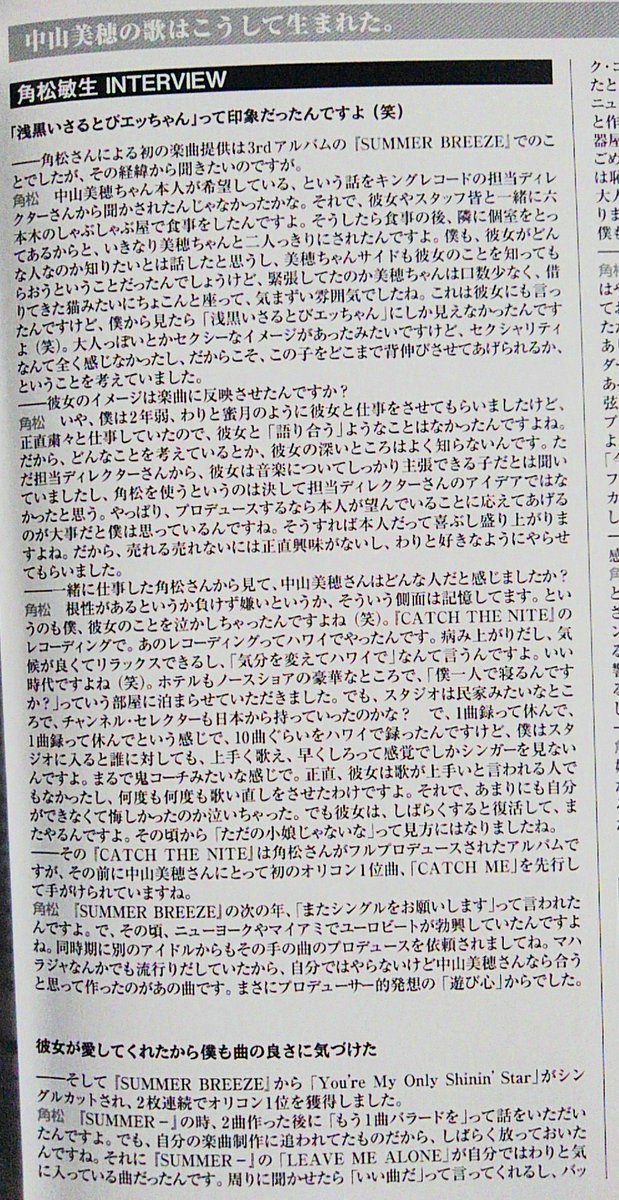 中山美穂の歌はこうして生まれた。
角松敏生 INTERVIEW
「浅黒いさるとびエッちゃん」って印象だったんですよ(笑)
――角松さんによる初の楽曲提供は3rdアルバムの『SUMMER BREEZE』でのこ
とでしたが、その経緯から聞きたいのですが。
角松 中山美穂ちゃん本人が希望している、という話をキングレコードの担当ディレ
クターさんから聞かされたんじゃなかったかな。それで、彼女やスタッフ皆と一緒に六
本木のしゃぶしゃぶ屋で食事をしたんですよ。そうしたら食事の後、隣に個室をとっ
てあるからと、いきなり美穂ちゃんと二人っきりにされたんですよ。僕も、彼女がどん
な人なのか知りたいとは話したと思うし、美穂ちゃんサイドも彼女のことを知っても
らおうということだったんでしょうけど、緊張してたのか美穂ちゃんは口数少なく、借
りてきた猫みたいにちょこんと座って、気まずい雰囲気でしたね。これは彼女にも言っ
たんですけど、僕から見たら「浅黒いさるとびエッちゃん」にしか見えなかったんです
よ(笑)。大人っぽいとかセクシーなイメージがあったみたいですけど、セクシャリティ
なんて全く感じなかったし、だからこそ、この子をどこまで背伸びさせてあげられるか、
ということを考えていました。
――彼女のイメージは楽曲に反映させたんですか?
角松 いや、僕は2年弱、わりと蜜月のように彼女と仕事をさせてもらいましたけど、
正直粛々と仕事していたので、彼女と「語り合う」ようなことはなかったんですよね。
だから、どんなことを考えているとか、彼女の深いところはよく知らないんです。た
だ担当ディレクターさんから、彼女は音楽についてしっかり主張できる子だとは聞い
ていましたし、角松を使うというのは決して担当ディレクターさんのアイデアではな
かったと思う。やっぱり、プロデュースするなら本人が望んでいることに応えてあげる
のが大事だと僕は思っているんですね。そうすれば本人だって喜ぶし盛り上がりま
すよね。だから、売れる売れないには正直興味がないし、わりと好きなようにやらせ
てもらいました。
――一緒に仕事した角松さんから見て、中山美穂さんはどんな人だと感じましたか?
角松 根性があるというか負けず嫌いというか、そういう側面は記憶してます。とい
うのも僕、彼女のことを泣かしちゃったんですよね(笑)。『CATCH THE NITE』の
レコーディングで。あのレコーディングってハワイでやったんです。病み上がりだし、気
候が良くてリラックスできるし、「気分を変えてハワイで」なんて言うんですよ。いい
時代ですよね(笑)。ホテルもノースショアの豪華なところで、「僕一人で寝るんです
か?」っていう部屋に泊まらせていただきました。でも、スタジオは民家みたいなとこ
ろで、チャンネル・セレクターも日本から持っていったのかな? で、1曲録って休んで、
1曲録って休んでという感じで、10曲ぐらいをハワイで録ったんですけど、僕はスタ
ジオに入ると誰に対しても、上手く歌え、早くしろって感覚でしかシンガーを見ない
んですよ。まるで鬼コーチみたいな感じで。正直、彼女は歌が上手いと言われる人で
もなかったし、何度も何度も歌い直しをさせたわけですよ。それで、あまりにも自分
ができなくて悔しかったのか泣いちゃった。でも彼女は、しばらくすると復活して、ま
たやるんですよ。その頃から「ただの小娘じゃないな」って見方にはなりましたね。
――その『CATCH THE NITE』は角松さんがフルプロデュースされたアルバムで
すが、その前に中山美穂さんにとって初のオリコン1位曲、「CATCH ME」を先行し
て手がけられていますね。
角松 『SUMMER BREEZE』の次の年、「またシングルをお願いします」って言われた
んですよ。で、その頃、ニューヨークやマイアミでユーロビートが勃興していたんですよ
ね。同時期に別のアイドルからもその手の曲のプロデュースを依頼されましてね。マハ
ラジャなんかでも流行りだしていたから、自分ではやらないけど中山美穂さんなら合う
と思って作ったのがあの曲です。まさにプロデューサー的発想の「遊び心」からでした。
彼女が愛してくれたから僕も曲の良さに気づけた
――そして『SUMMER BREEZE』から「You're My Only Shinin' Star」がシン
グルカットされ、2枚連続でオリコン1位を獲得しました。
角松 『SUMMER−』の時、2曲作った後に「もう1曲バラードを」って話をいただい
たんですよ。でも、自分の楽曲制作に追われてたものだから、しばらく放っておいた
んですね。それに『SUMMER−』の「LEAVE ME ALONE」が自分ではわりと気
に入っている曲だったんです。周りに聞かせたら「いい曲だ」って言ってくれるし、バッ